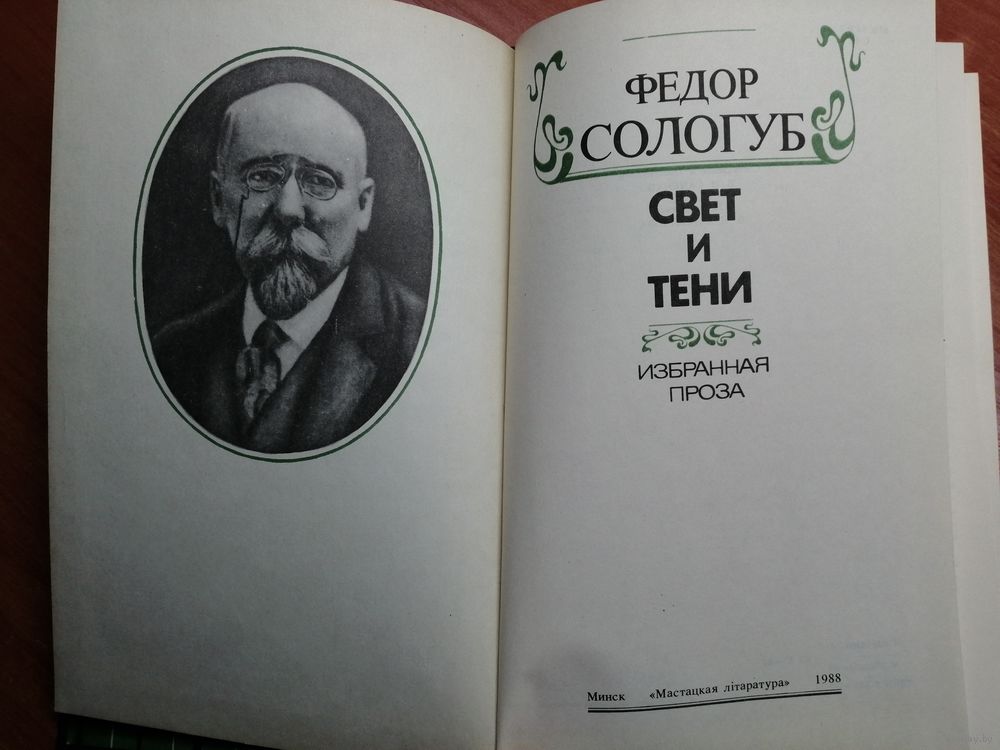 ФЕДОР
СОЛОГУБ
СВЕТ
И
ТЕНИ
ИЗБРАННАЯ
ПРОЗА
Минск «Мастацкая літаратура» 1988